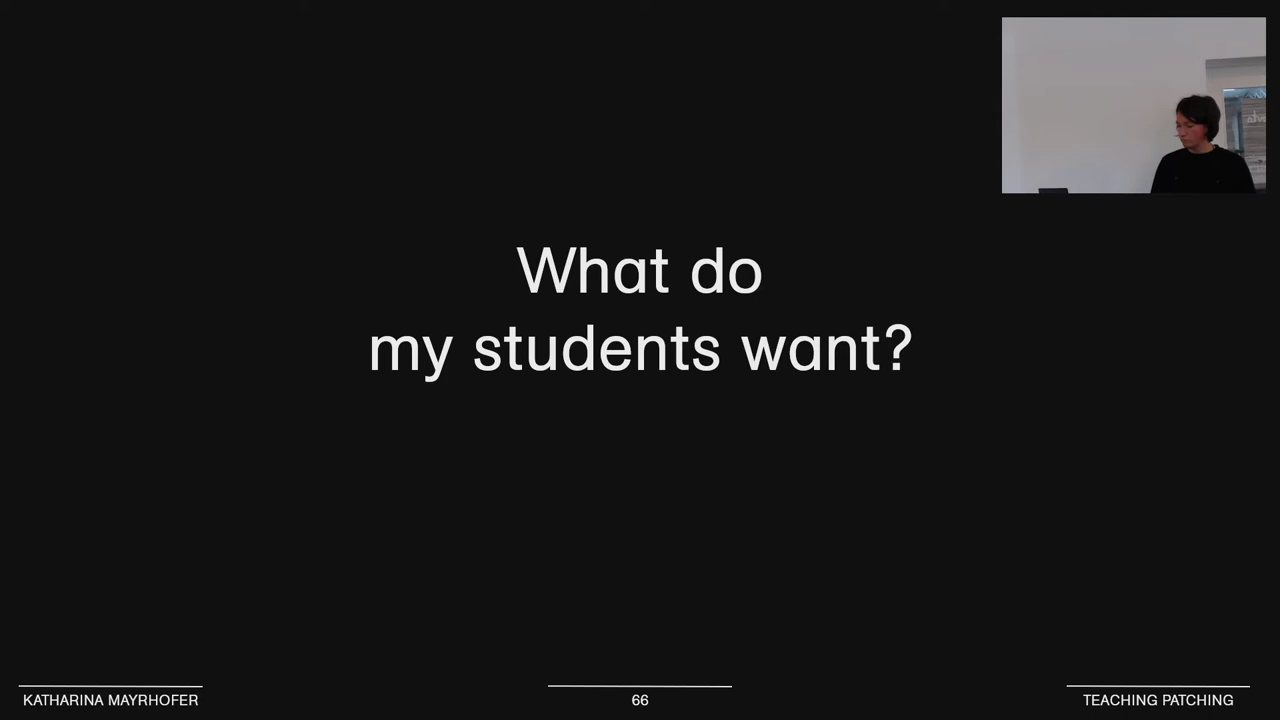 What do
my students want?
KATHARINA MAYRHOFER
66
TEACHING PATCHING